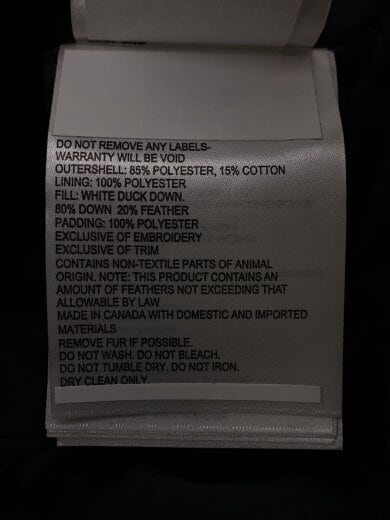 DO NOT REMOVE ANY LABELS-
WARRANTY WILL BE VOID
OUTERSHELL: 85% POLYESTER, 15% COTTON
LINING: 100% POLYESTER
FILL: WHITE DUCK DOWN.
80% DOWN 20% FEATHER
PADDING: 100% POLYESTER
EXCLUSIVE OF EMBROIDERY
EXCLUSIVE OF TRIM
CONTAINS NON-TEXTILE PARTS OF ANIMAL
ORIGIN. NOTE: THIS PRODUCT CONTAINS AN
AMOUNT OF FEATHERS NOT EXCEEDING THAT
ALLOWABLE BY LAW
MADE IN CANADA WITH DOMESTIC AND IMPORTED
MATERIALS
REMOVE FUR IF POSSIBLE.
DO NOT WASH. DO NOT BLEACH.
DO NOT TUMBLE DRY. DO NOT IRON.
DRY CLEAN ONLY